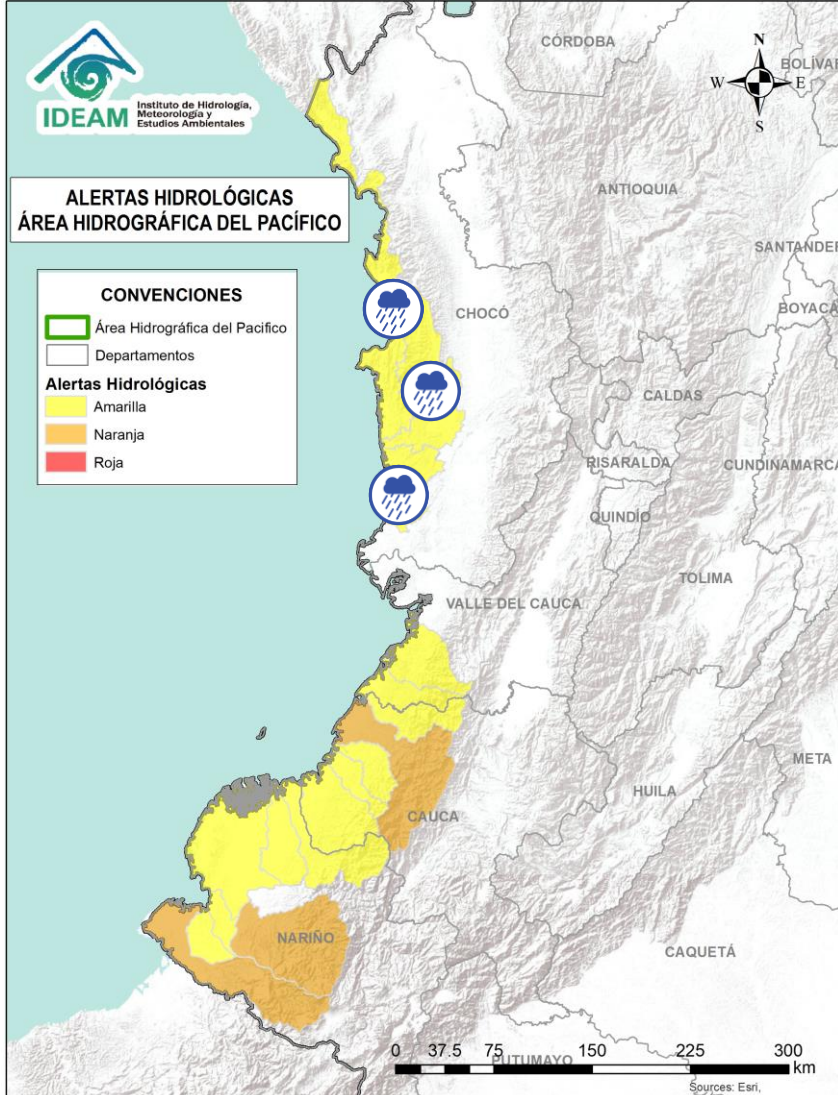 IDEAM
Instituto de Hidrología,
Meteorología y
Estudios Ambientales
ALERTAS HIDROLÓGICAS
ÁREA HIDROGRÁFICA DEL PACÍFICO
CONVENCIONES
Área Hidrográfica del Pacifico
Departamentos
Alertas Hidrológicas
Amarilla
Naranja
Roja
N
W
E
S
CÓRDOBA
BOLÍVAR
ANTIOQUIA
SANTANDER
CHOCÓ
BOYACA
CALDAS
RISARALDA
CUNDINAMARCA
QUINDÍO
TOLIMA
VALLE DEL CAUCA
META
HUILA
CAUCA
NARIÑO
CAQUETÁ
PUTUMAYO
0 37.5 75 150 225 300
km
Sources: Esri,